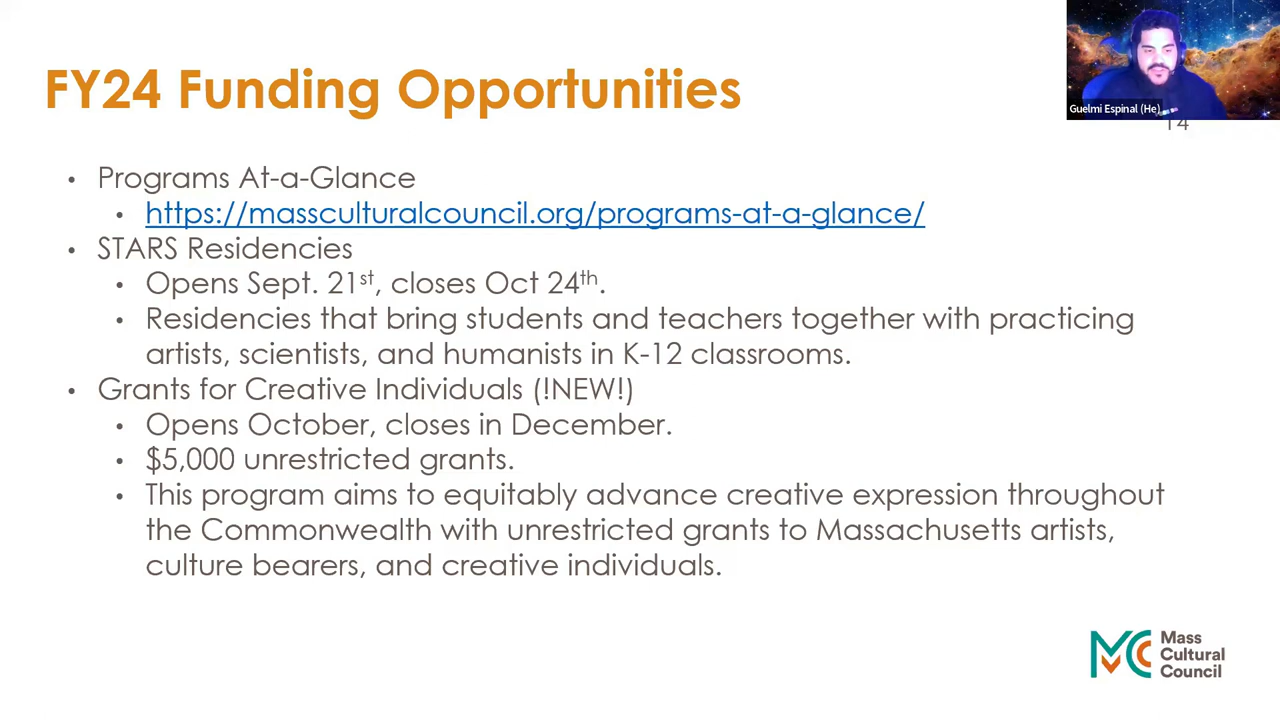 FY24 Funding Opportunities
Guelmi Espinal (He)
14
• Programs At-a-Glance
• https://massculturalcouncil.org/programs-at-a-glance/
• STARS Residencies
• Opens Sept. 21st, closes Oct 24th.
• Residencies that bring students and teachers together with practicing
artists, scientists, and humanists in K-12 classrooms.
• Grants for Creative Individuals (!NEW!)
• Opens October, closes in December.
• $5,000 unrestricted grants.
• This program aims to equitably advance creative expression throughout
the Commonwealth with unrestricted grants to Massachusetts artists,
culture bearers, and creative individuals.
MCC
Mass
Cultural
Council